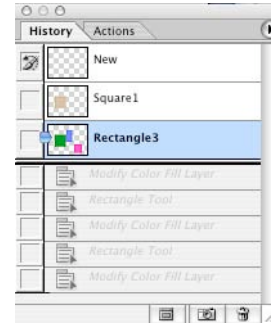 History Actions
New
Square1
Rectangle3
Modify Color Fill Layer
Rectangle Tool
Modify Color Fill Layer
Rectangle Tool
Modify Color Fill Layer